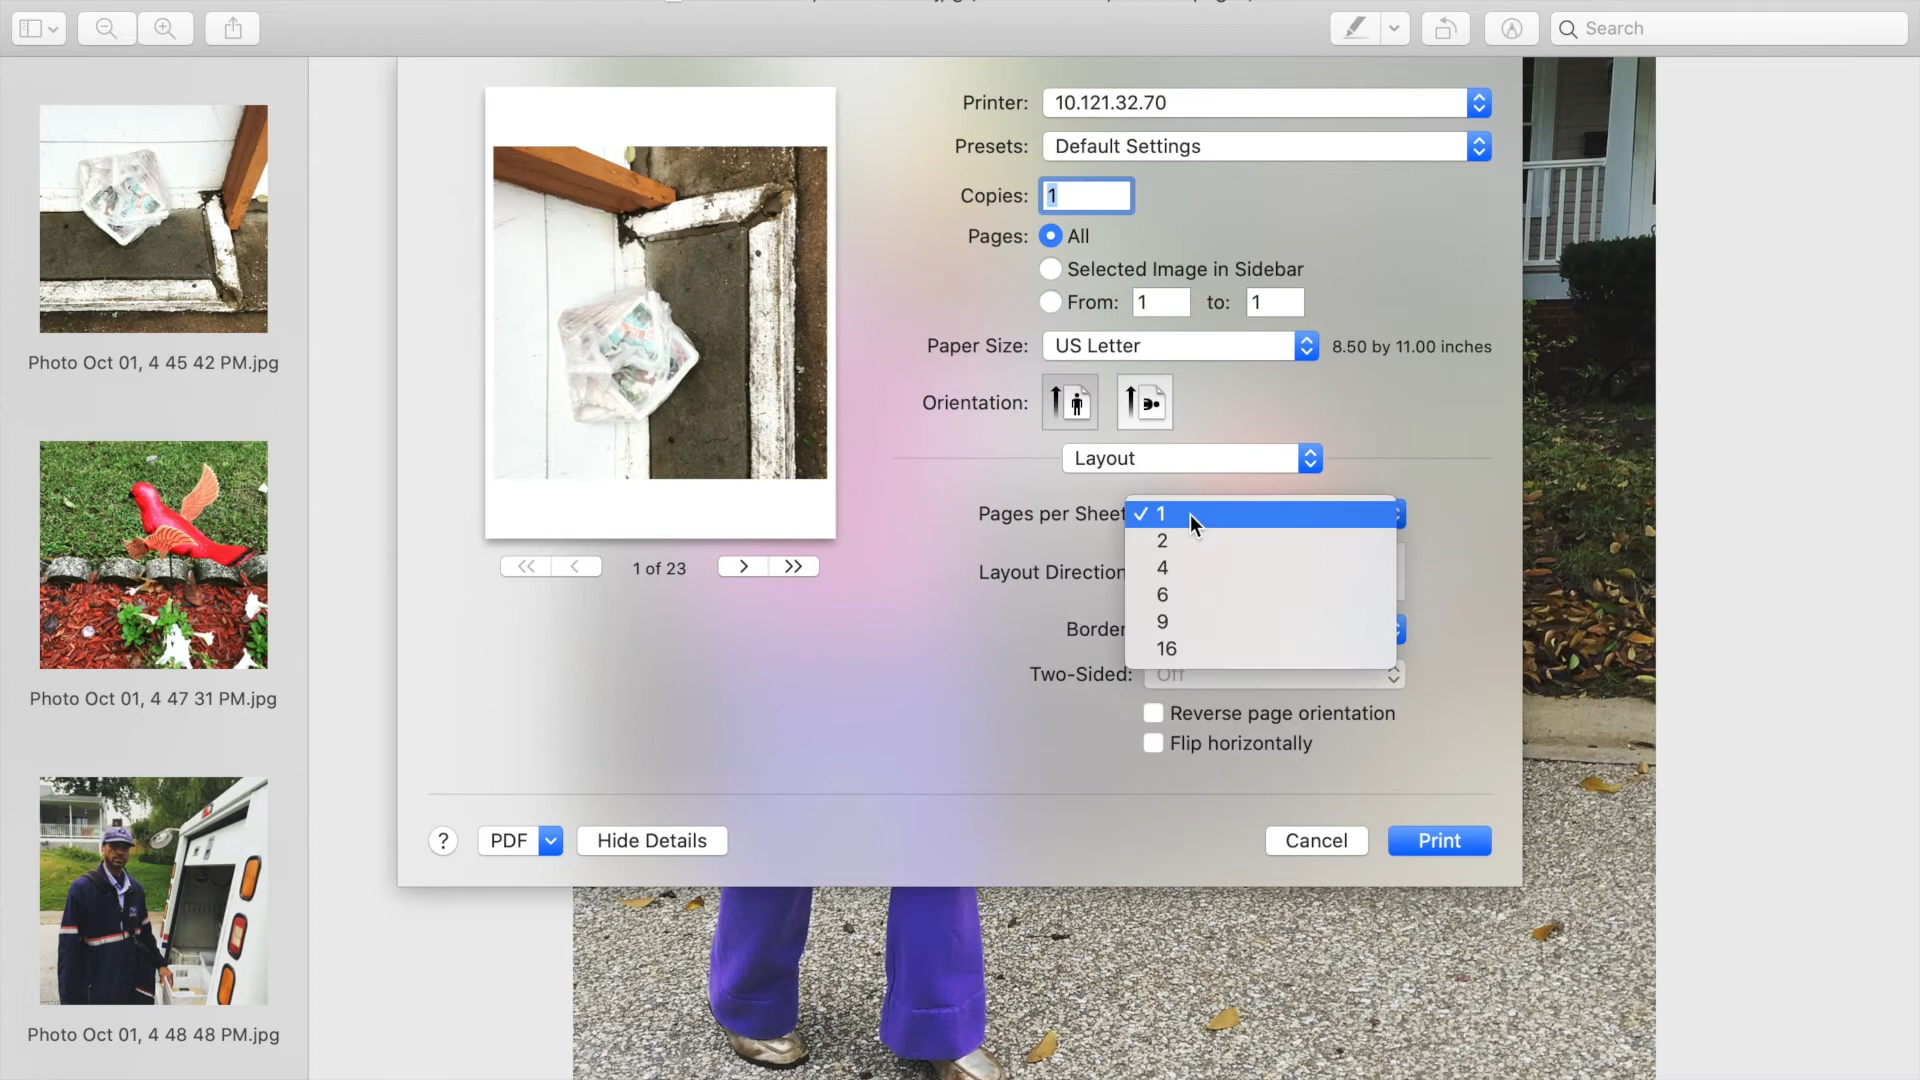 Search
Printer: 10.121.32.70
Presets: Default Settings
Copies: 1
Pages: All
Selected Image in Sidebar
From: 1 to: 1
Paper Size: US Letter 8.50 by 11.00 inches
Orientation:
Layout
Pages per Sheet
1
2
4
6
9
16
Layout Direction
Border
Two-Sided: Off
Reverse page orientation
Flip horizontally
1 of 23
? PDF Hide Details Cancel Print
Photo Oct 01, 4 45 42 PM.jpg
Photo Oct 01, 4 47 31 PM.jpg
Photo Oct 01, 4 48 48 PM.jpg